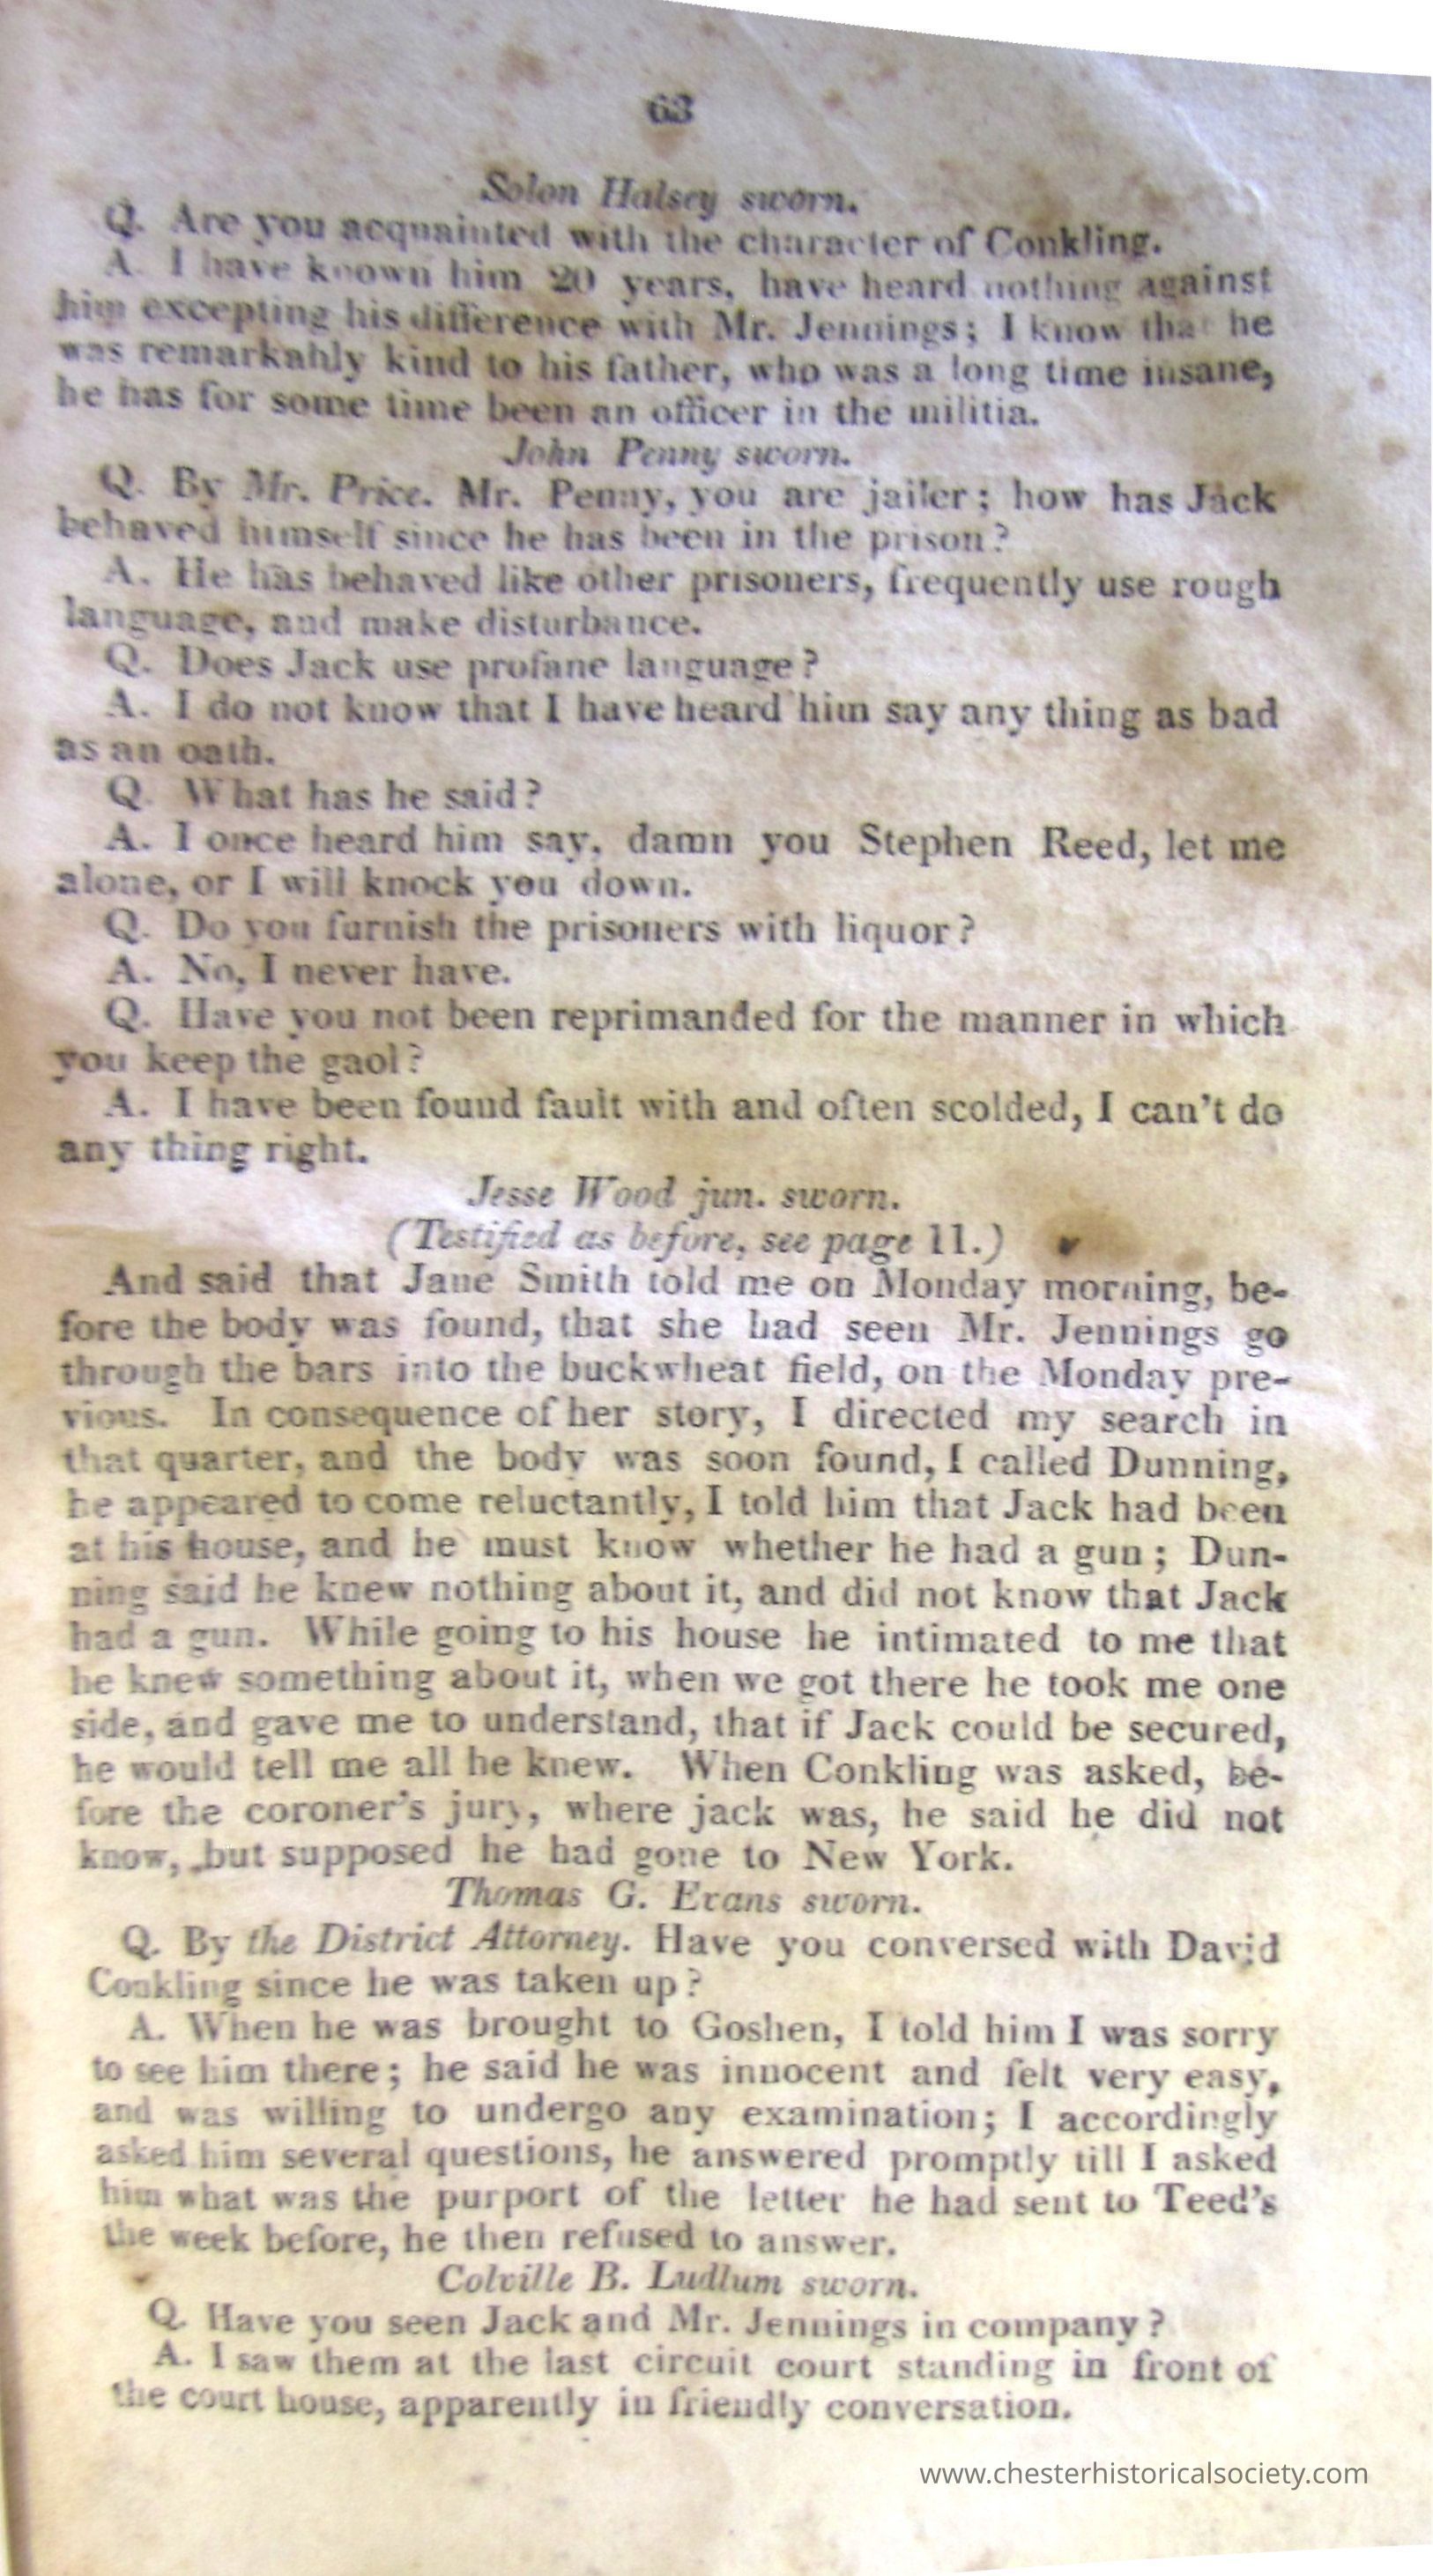 63
Solon Halsey sworn.
Q. Are you acquainted with the character of Conkling.
A. I have known him 20 years, have heard nothing against
him excepting his difference with Mr. Jennings; I know that he
was remarkably kind to his father, who was a long time insane,
he has for some time been an officer in the militia.
John Penny sworn.
Q. By Mr. Price. Mr. Penny, you are jailer; how has Jack
behaved himself since he has been in the prison?
A. He has behaved like other prisoners, frequently use rough
language, and make disturbance.
Q. Does Jack use profane language?
A. I do not know that I have heard him say any thing as bad
as an oath.
Q. What has he said?
A. I once heard him say, damn you Stephen Reed, let me
alone, or I will knock you down.
Q. Do you furnish the prisoners with liquor?
A. No, I never have.
Q. Have you not been reprimanded for the manner in which
you keep the gaol?
A. I have been found fault with and often scolded, I can't do
any thing right.
Jesse Wood jun. sworn.
(Testified as before, see page 11.)
And said that Jane Smith told me on Monday morning, be-
fore the body was found, that she had seen Mr. Jennings go
through the bars into the buckwheat field, on the Monday pre-
vious. In consequence of her story, I directed my search in
that quarter, and the body was soon found, I called Dunning,
he appeared to come reluctantly, I told him that Jack had been
at his house, and he must know whether he had a gun; Dun-
ning said he knew nothing about it, and did not know that Jack
had a gun. While going to his house he intimated to me that
he knew something about it, when we got there he took me one
side, and gave me to understand, that if Jack could be secured,
he would tell me all he knew. When Conkling was asked, be-
fore the coroner's jury, where jack was, he said he did not
know, but supposed he had gone to New York.
Thomas G. Evans sworn.
Q. By the District Attorney. Have you conversed with David
Conkling since he was taken up?
A. When he was brought to Goshen, I told him I was sorry
to see him there; he said he was innocent and felt very easy,
and was willing to undergo any examination; I accordingly
asked him several questions, he answered promptly till I asked
him what was the purport of the letter he had sent to Teed's
the week before, he then refused to answer.
Colville B. Ludlum sworn.
Q. Have you seen Jack and Mr. Jennings in company?
A. I saw them at the last circuit court standing in front of
the court house, apparently in friendly conversation.
www.chesterhistoricalsociety.com